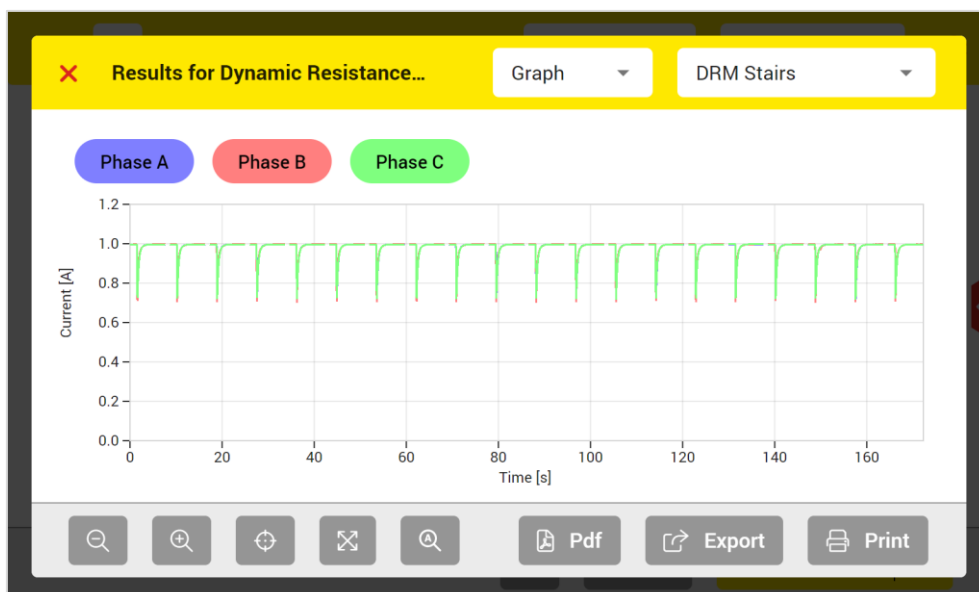 Results for Dynamic Resistance... Graph DRM Stairs
Phase A Phase B Phase C
1.2
1.0
0.8
0.6
0.4
0.2
0.0
Current [A]
0 20 40 60 80 100 120 140 160
Time [s]
A Pdf Export Print